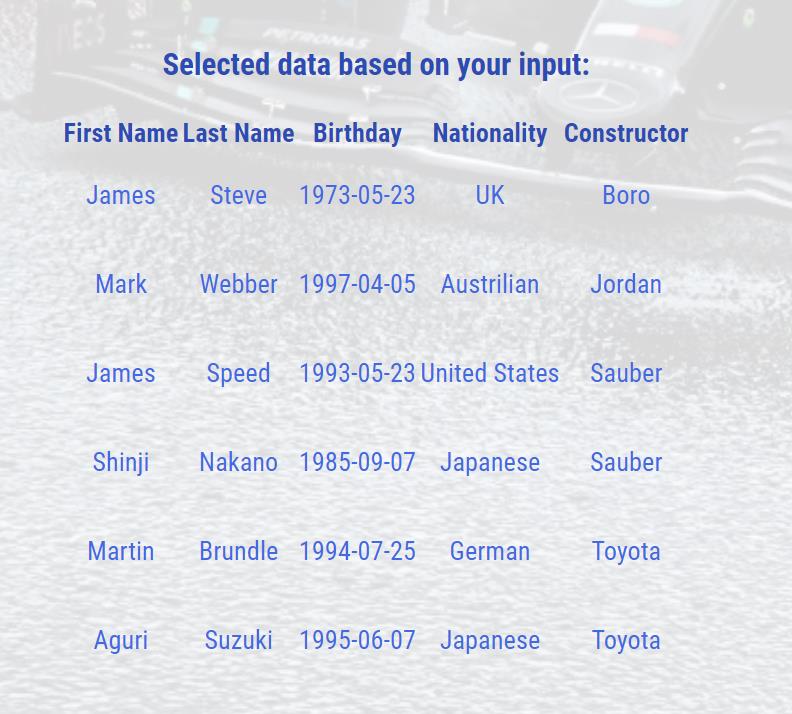 PETRONAS
Selected data based on your input:
First Name Last Name Birthday Nationality Constructor
James Steve 1973-05-23 UK Boro
Mark Webber 1997-04-05 Austrilian Jordan
James Speed 1993-05-23 United States Sauber
Shinji Nakano 1985-09-07 Japanese Sauber
Martin Brundle 1994-07-25 German Toyota
Aguri Suzuki 1995-06-07 Japanese Toyota